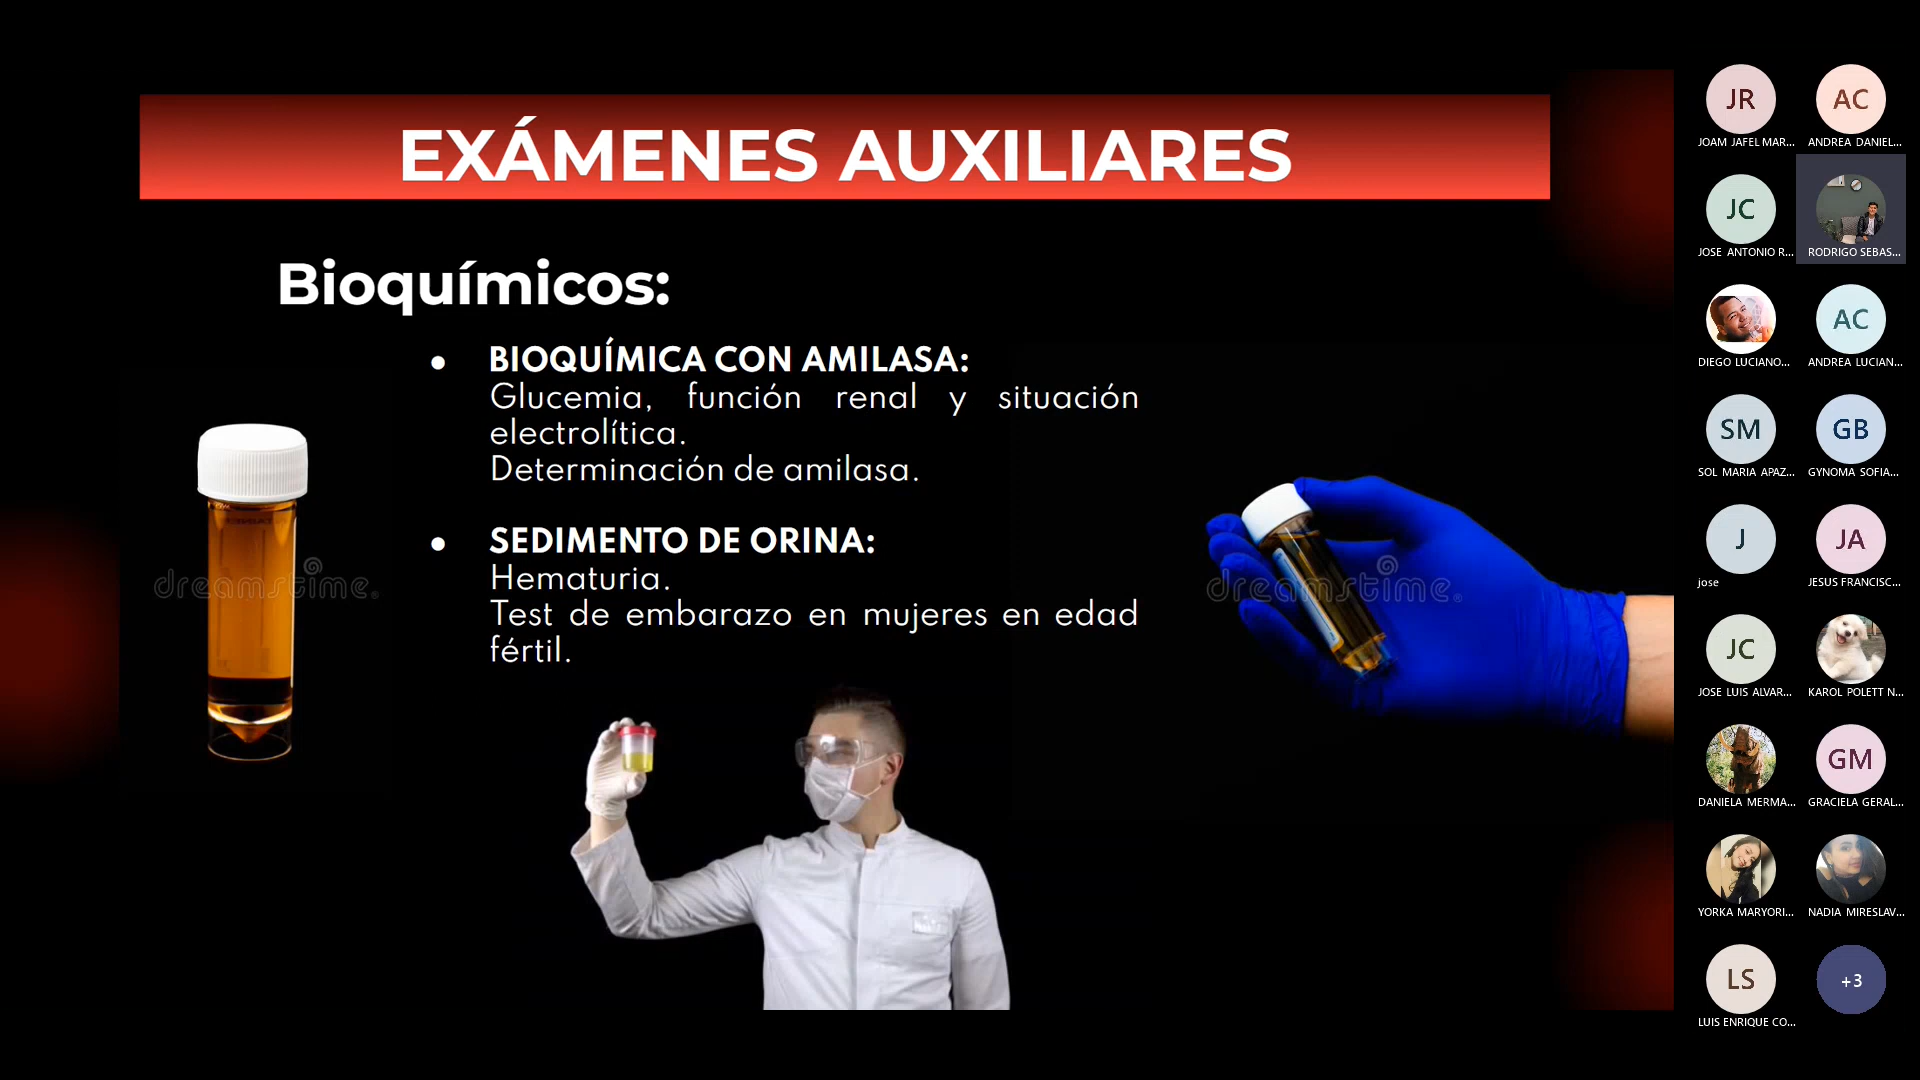 EXÁMENES AUXILIARES
Bioquímicos:
● BIOQUÍMICA CON AMILASA:
Glucemia, función renal y situación
electrolítica.
Determinación de amilasa.
● SEDIMENTO DE ORINA:
Hematuria.
Test de embarazo en mujeres en edad
fértil.
dreamstime.
dreamstime.
JR
JOAM JAFEL MAR...
AC
ANDREA DANIEL...
JC
JOSE ANTONIO R...
RODRIGO SEBAS...
DIEGO LUCIANO...
AC
ANDREA LUCIAN...
SM
SOL MARIA APAZ...
GB
GYNOMA SOFIA...
J
jose
JA
JESUS FRANCISC...
JC
JOSE LUIS ALVAR...
KAROL POLETT N...
DANIELA MERMA...
GM
GRACIELA GERAL...
YORKA MARYORI...
NADIA MIRESLAV...
LS
LUIS ENRIQUE CO...
+3